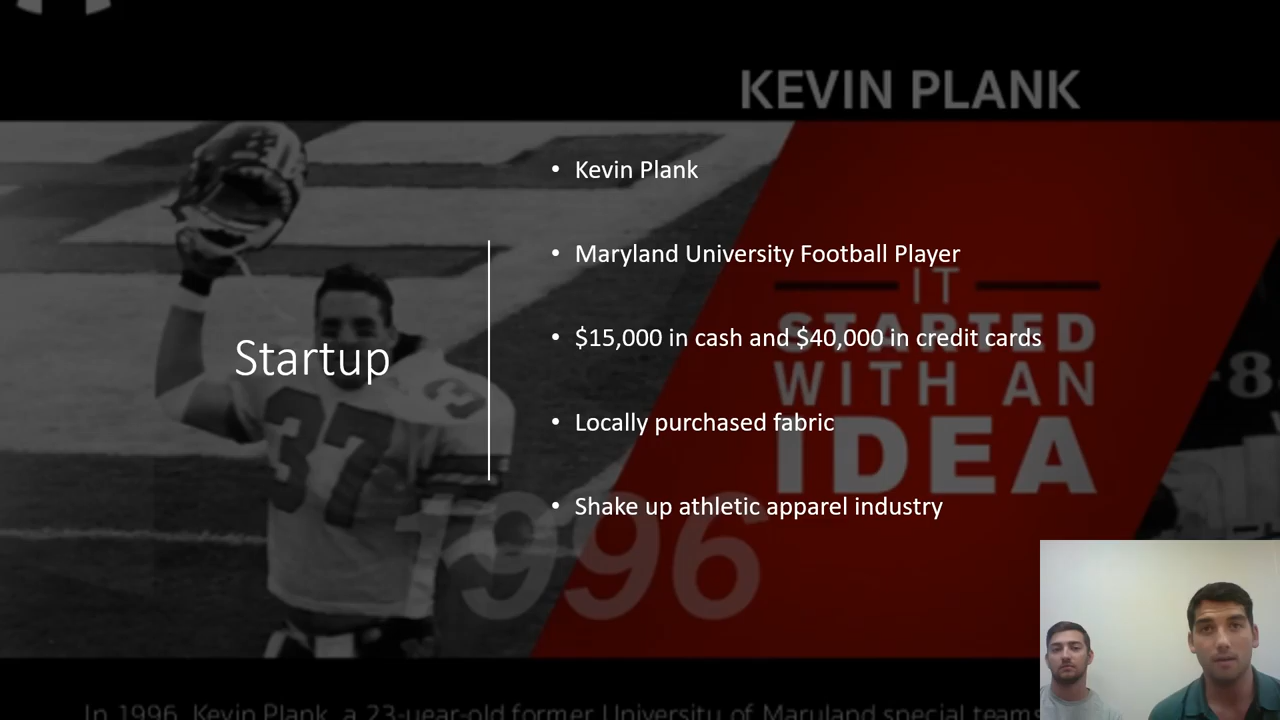 KEVIN PLANK
• Kevin Plank
• Maryland University Football Player
IT
• $15,000 in cash and $40,000 in credit cards
STARTED
Startup
WITH AN
• Locally purchased fabric
IDEA
37
• Shake up athletic apparel industry
1996
In 1996, Kevin Plank, a 23-year-old former University of Maryland special teams